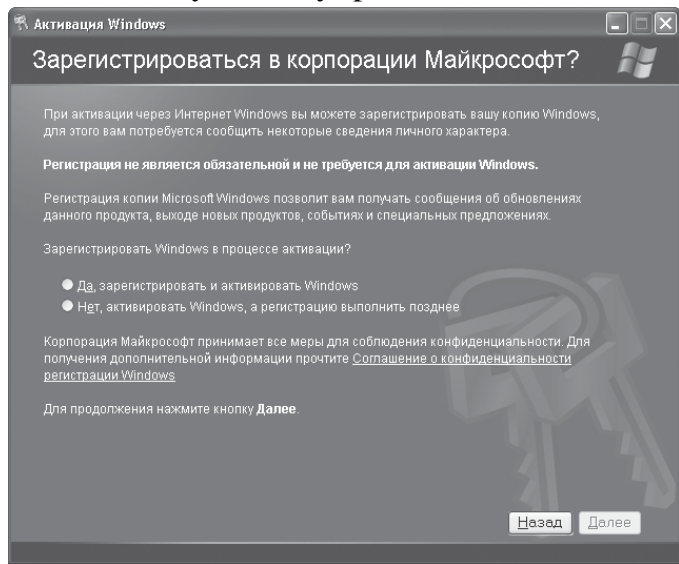 Активация Windows
Зарегистрироваться в корпорации Майкрософт?
При активации через Интернет Windows вы можете зарегистрировать вашу копию Windows,
для этого вам потребуется сообщить некоторые сведения личного характера.
Регистрация не является обязательной и не требуется для активации Windows.
Регистрация копии Microsoft Windows позволит вам получать сообщения об обновлениях
данного продукта, выходе новых продуктов, событиях и специальных предложениях.
Зарегистрировать Windows в процессе активации?
Да, зарегистрировать и активировать Windows
Нет, активировать Windows, а регистрацию выполнить позднее
Корпорация Майкрософт принимает все меры для соблюдения конфиденциальности. Для
получения дополнительной информации прочтите Соглашение о конфиденциальности
регистрации Windows
Для продолжения нажмите кнопку Далее.
Назад Далее